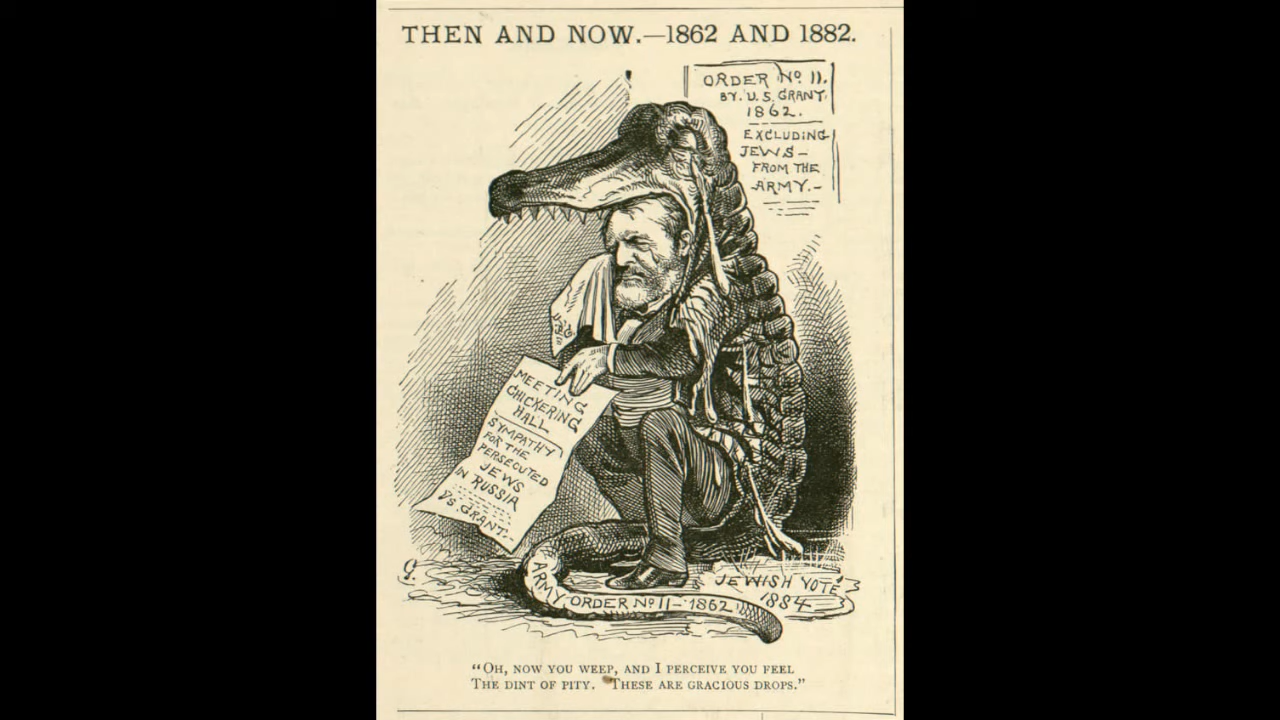 THEN AND NOW.—1862 AND 1882.
ORDER No 11.
BY. U. S. GRANT,
1862.
EXCLUDING
JEWS—
FROM THE
ARMY.—
MEETING
CHICKERING
HALL
SYMPATHY
FOR THE
PERSECUTED
JEWS
IN RUSSIA
U.S. GRANT.—
G.
ARMY ORDER No 11—1862
JEWISH VOTE
1884
"OH, NOW YOU WEEP, AND I PERCEIVE YOU FEEL
THE DINT OF PITY. THESE ARE GRACIOUS DROPS."